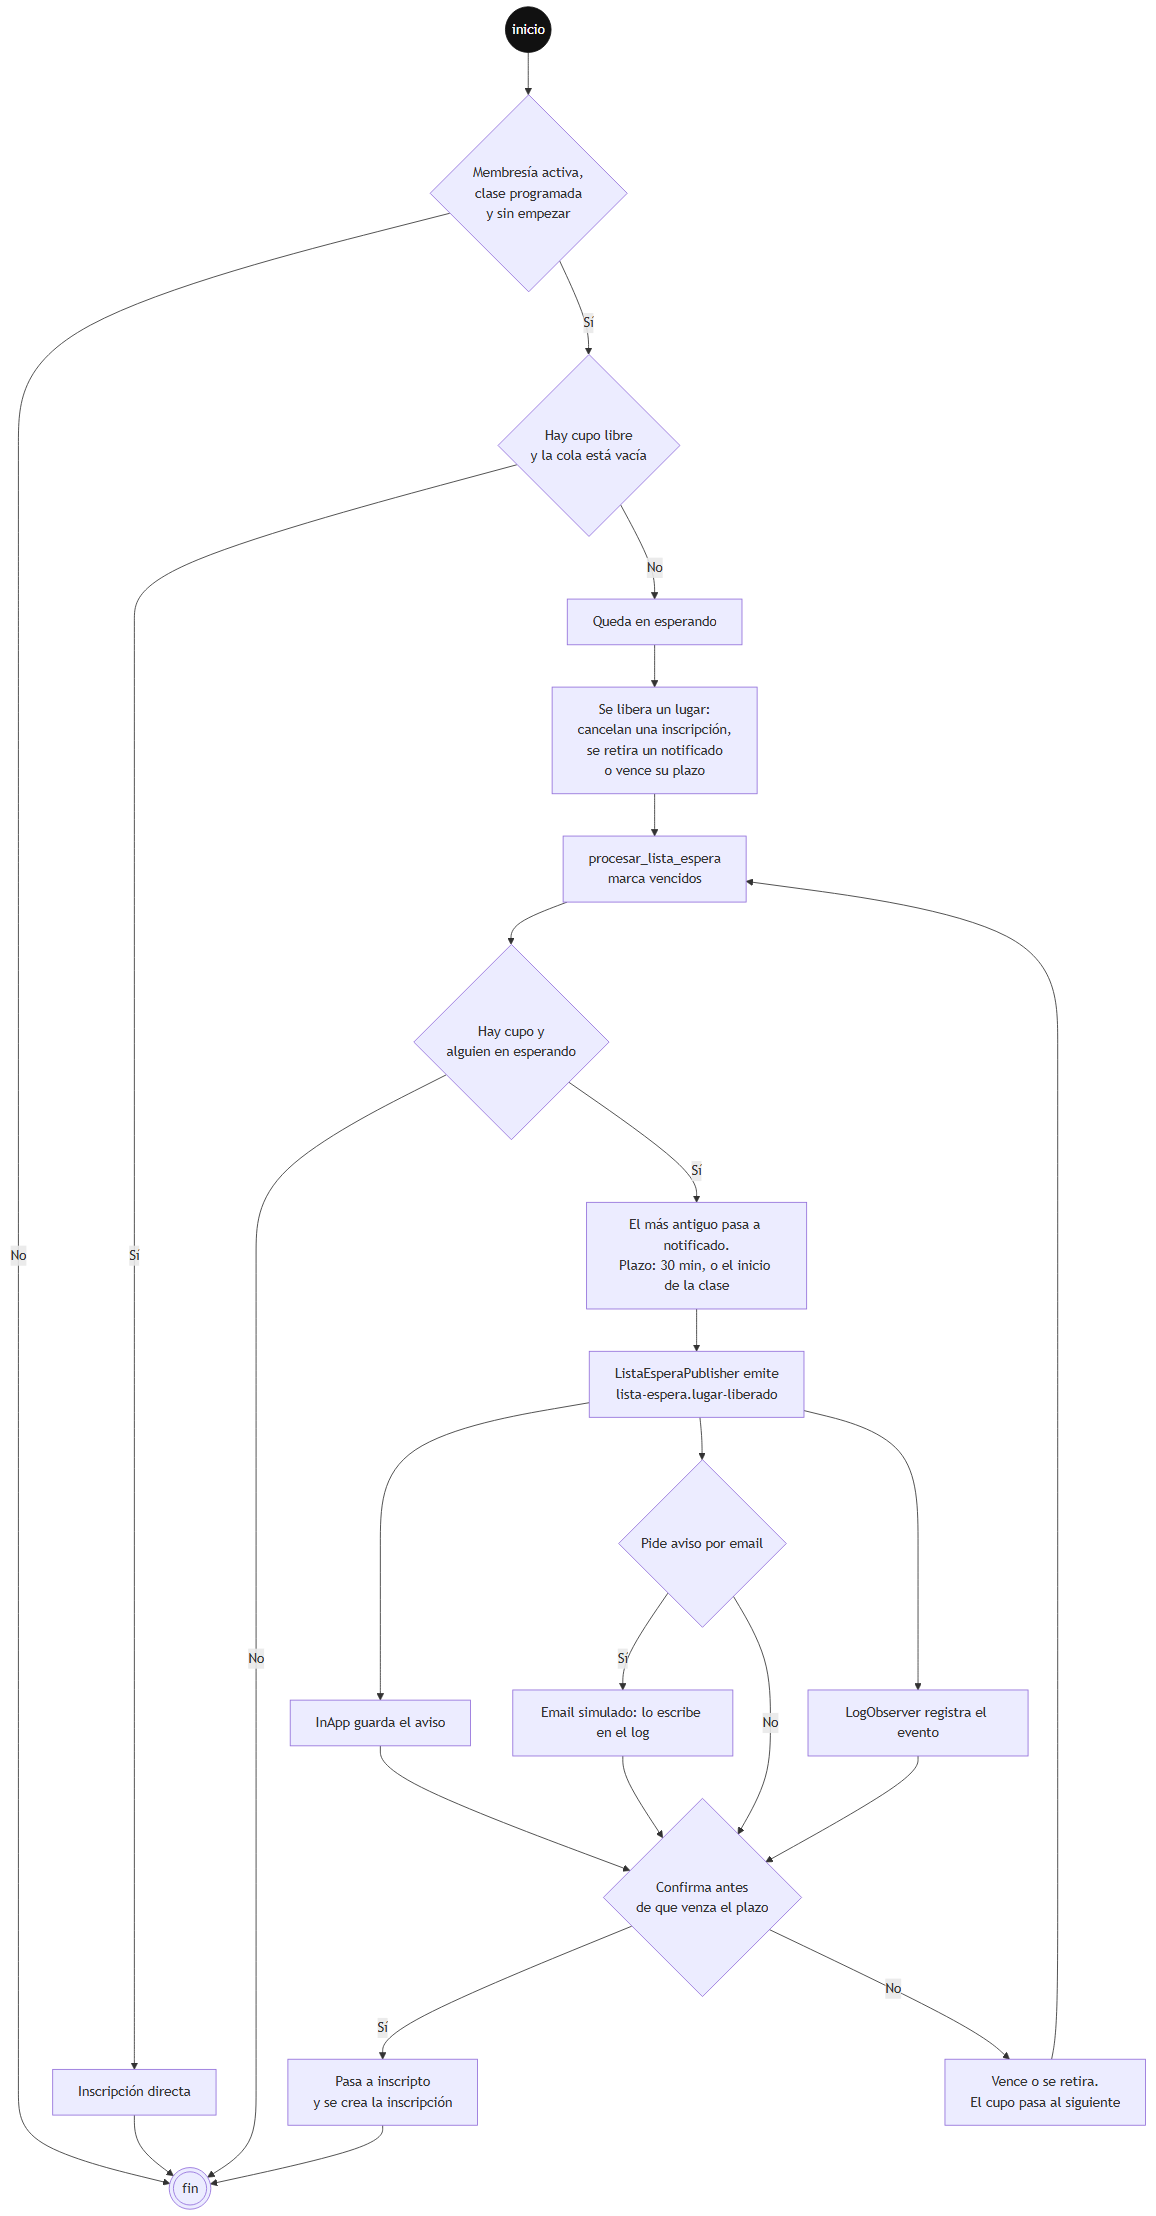 inicio
Membresía activa,
clase programada
y sin empezar
Sí
Hay cupo libre
y la cola está vacía
No
Queda en esperando
Se libera un lugar:
cancelan una inscripción,
se retira un notificado
o vence su plazo
procesar_lista_espera
marca vencidos
Hay cupo y
alguien en esperando
Sí
El más antiguo pasa a
notificado.
Plazo: 30 min, o el inicio
de la clase
No
Sí
ListaEsperaPublisher emite
lista-espera.lugar-liberado
Pide aviso por email
No
Sí
InApp guarda el aviso
Email simulado: lo escribe
en el log
No
LogObserver registra el
evento
Confirma antes
de que venza el plazo
No
Sí
Inscripción directa
Pasa a inscripto
y se crea la inscripción
Vence o se retira.
El cupo pasa al siguiente
fin